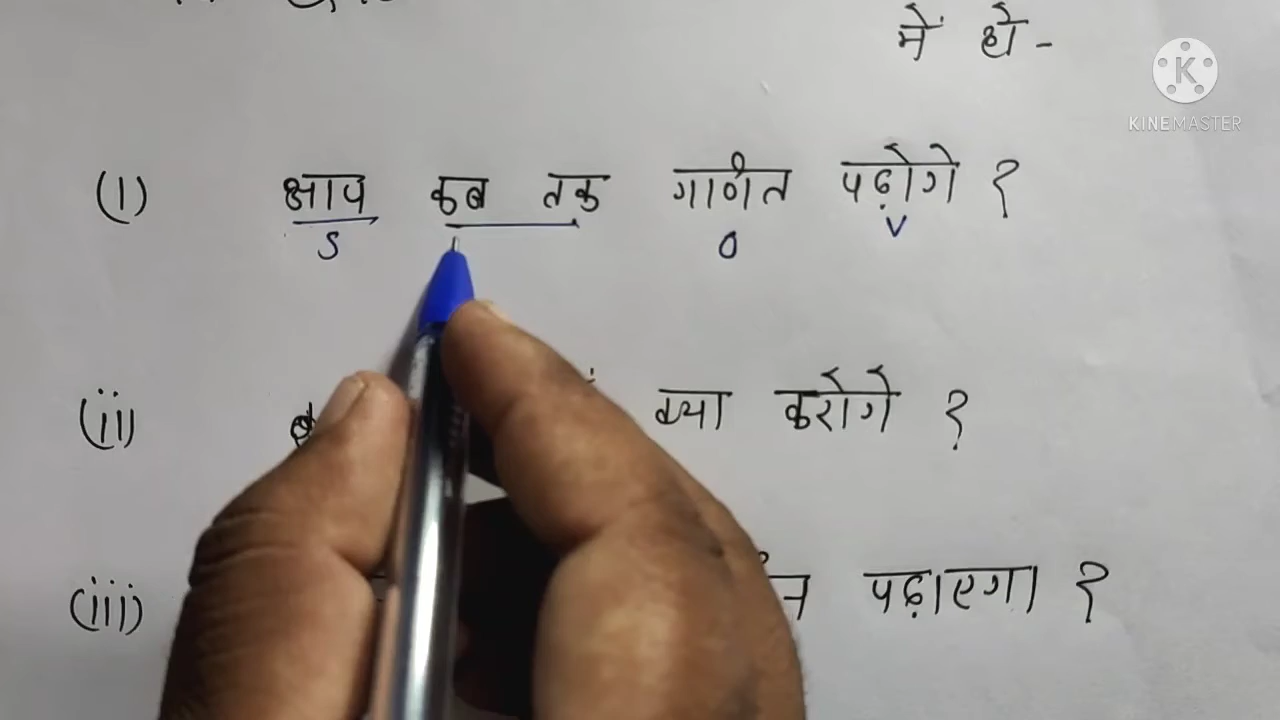 में हो -
KINEMASTER
(i) आप कब तक गणित पढ़ोगे ?
S O V
(ii) क्या करोगे ?
(iii) पढ़ाएगा ?